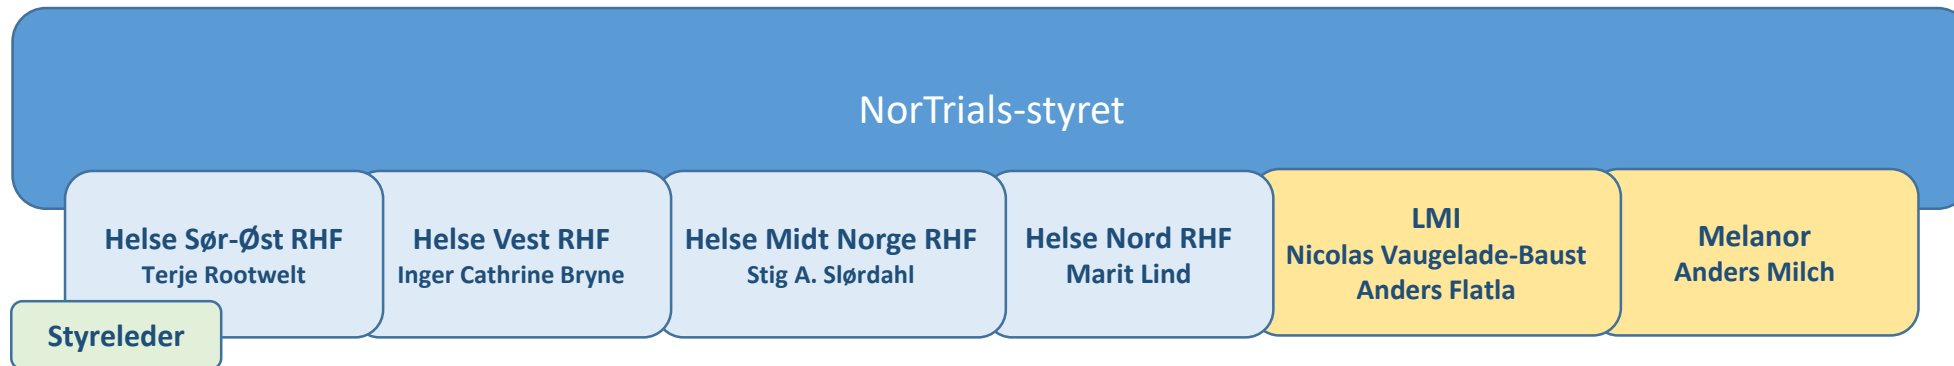 NorTrials-styret
Helse Sør-Øst RHF
Terje Rootwelt
Helse Vest RHF
Inger Cathrine Bryne
Helse Midt Norge RHF
Stig A. Slørdahl
Helse Nord RHF
Marit Lind
LMI
Nicolas Vaugelade-Baust
Anders Flatla
Melanor
Anders Milch
Styreleder